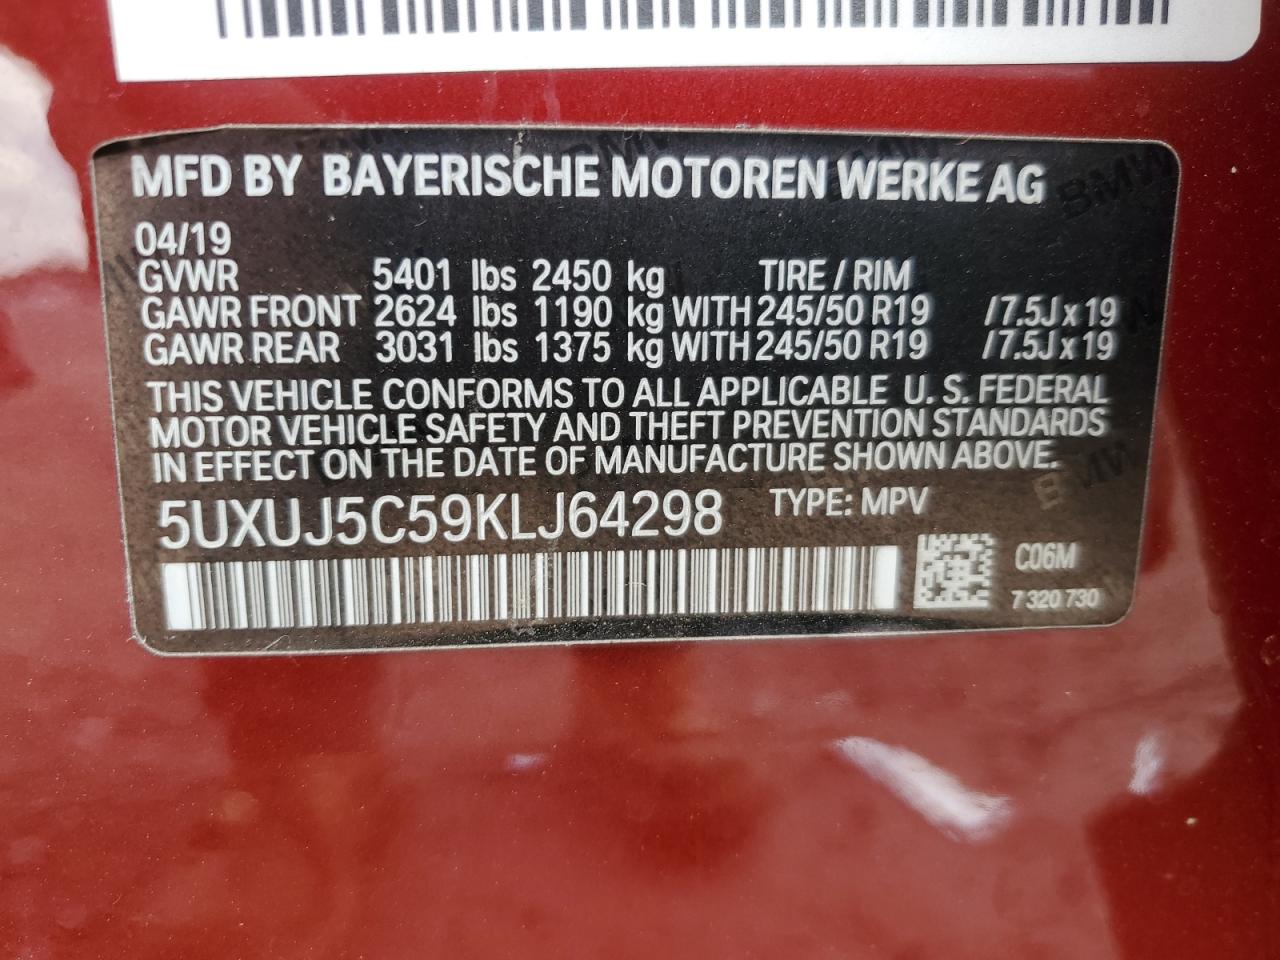 MFD BY BAYERISCHE MOTOREN WERKE AG
04/19
GVWR 5401 lbs 2450 kg TIRE / RIM
GAWR FRONT 2624 lbs 1190 kg WITH 245/50 R19 / 7.5J x 19
GAWR REAR 3031 lbs 1375 kg WITH 245/50 R19 / 7.5J x 19
THIS VEHICLE CONFORMS TO ALL APPLICABLE U. S. FEDERAL
MOTOR VEHICLE SAFETY AND THEFT PREVENTION STANDARDS
IN EFFECT ON THE DATE OF MANUFACTURE SHOWN ABOVE.
5UXUJ5C59KLJ64298 TYPE: MPV
C06M
7 320 730